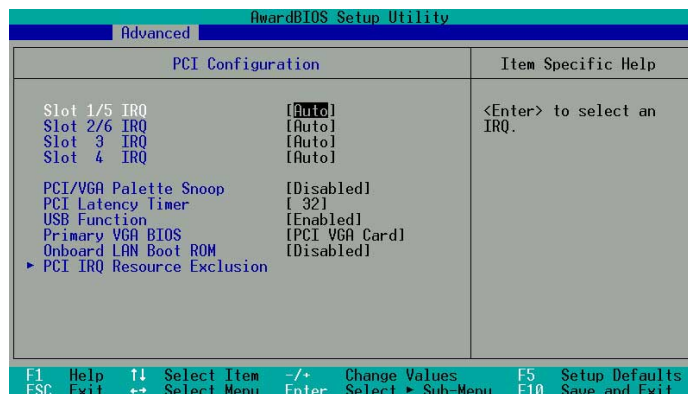 AwardBIOS Setup Utility
Advanced
PCI Configuration
Item Specific Help
Slot 1/5 IRQ [Auto]
Slot 2/6 IRQ [Auto]
Slot 3 IRQ [Auto]
Slot 4 IRQ [Auto]
PCI/VGA Palette Snoop [Disabled]
PCI Latency Timer [ 32]
USB Function [Enabled]
Primary VGA BIOS [PCI VGA Card]
Onboard LAN Boot ROM [Disabled]
► PCI IRQ Resource Exclusion
<Enter> to select an
IRQ.
F1 Help ↑↓ Select Item -/+ Change Values F5 Setup Defaults
ESC Exit ←→ Select Menu Enter Select ► Sub-Menu F10 Save and Exit